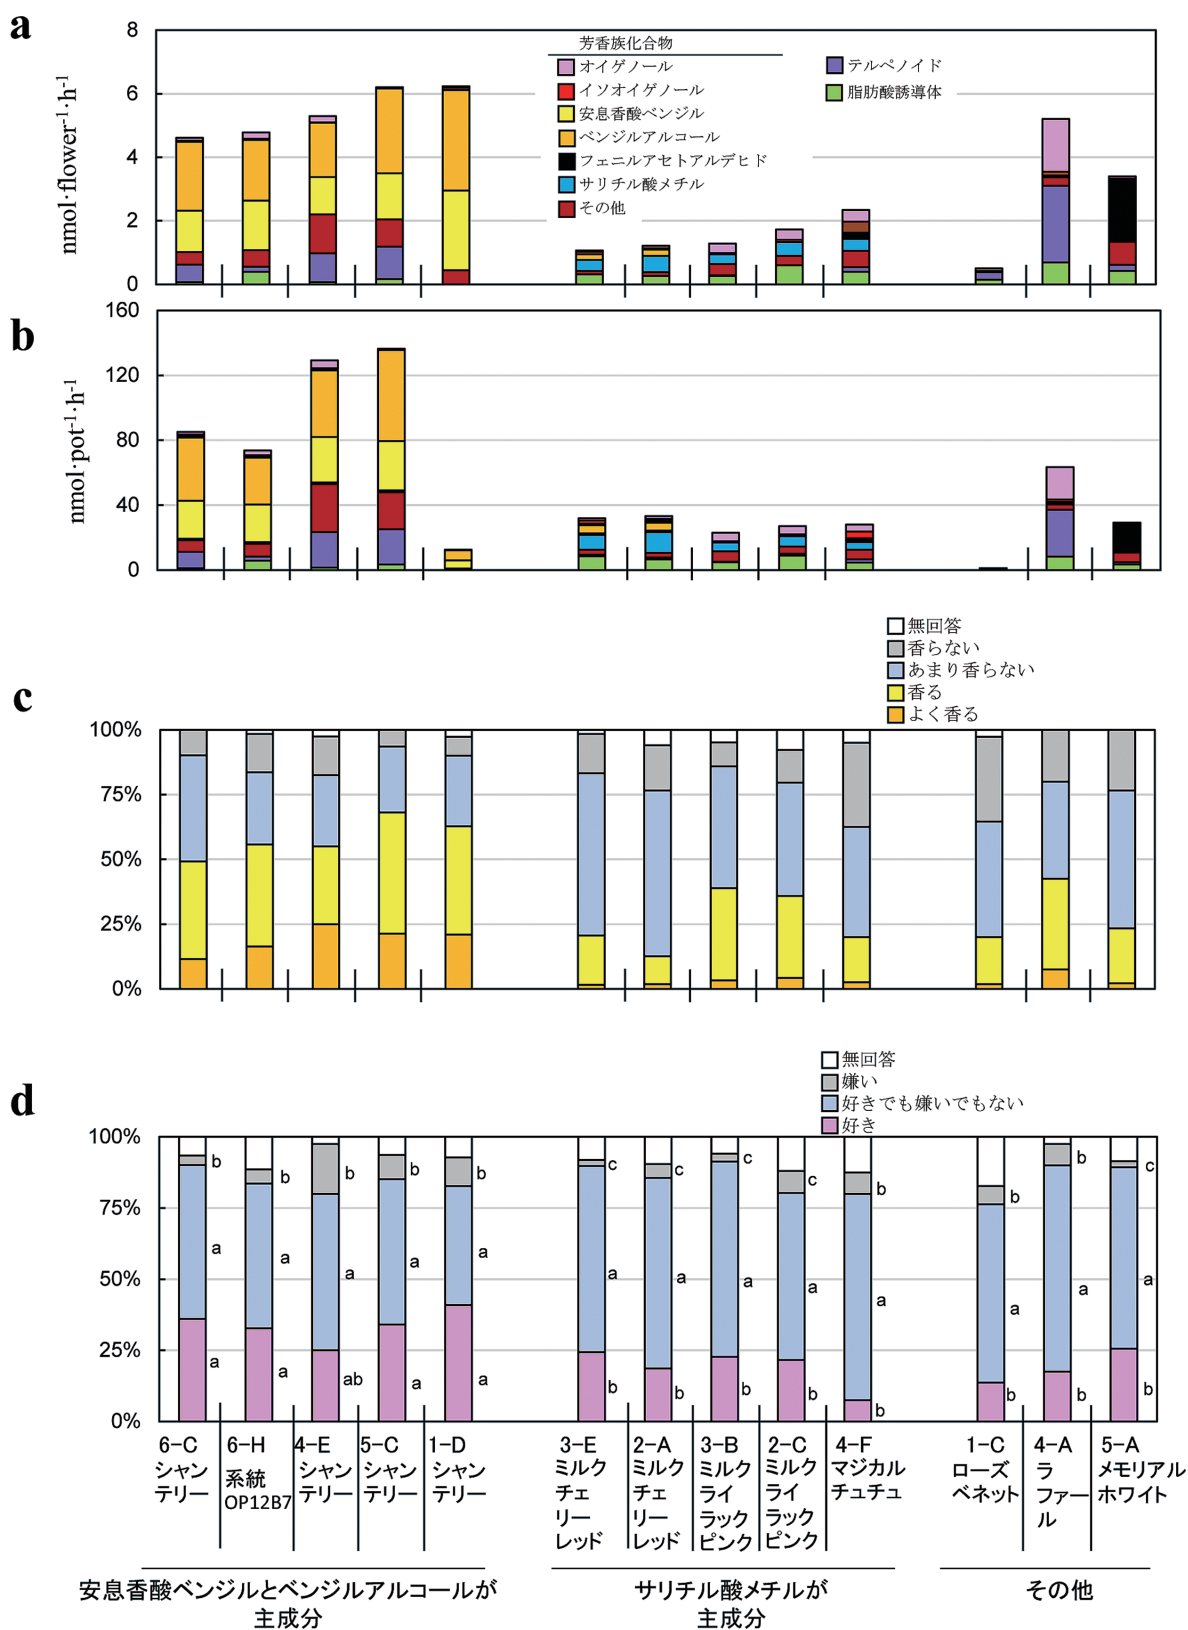 a
8
6
4
2
0
nmol·flower⁻¹·h⁻¹
芳香族化合物
オイゲノール
イソオイゲノール
安息香酸ベンジル
ベンジルアルコール
フェニルアセトアルデヒド
サリチル酸メチル
その他
テルペノイド
脂肪酸誘導体
b
160
120
80
40
0
nmol·pot⁻¹·h⁻¹
無回答
香らない
あまり香らない
香る
よく香る
c
100%
75%
50%
25%
0%
無回答
嫌い
好きでも嫌いでもない
好き
d
100%
75%
50%
25%
0%
b b b b b c c c c b b b c
a a a a a a a a a a a a a
a a ab a a b b b b b b b b
6-C
シャン
テリー
6-H
系統
OP12B7
4-E
シャン
テリー
5-C
シャン
テリー
1-D
シャン
テリー
3-E
ミルク
チェ
リー
レッド
2-A
ミルク
チェ
リー
レッド
3-B
ミルク
ライ
ラック
ピンク
2-C
ミルク
ライ
ラック
ピンク
4-F
マジカル
チュチュ
1-C
ローズ
ベネット
4-A
ラ
ファー
ル
5-A
メモリアル
ホワイト
安息香酸ベンジルとベンジルアルコールが
主成分
サリチル酸メチルが
主成分
その他